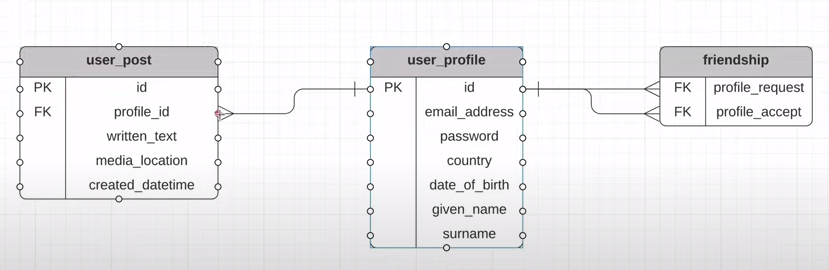 user_post
PK id
FK profile_id
written_text
media_location
created_datetime
user_profile
PK id
email_address
password
country
date_of_birth
given_name
surname
friendship
FK profile_request
FK profile_accept